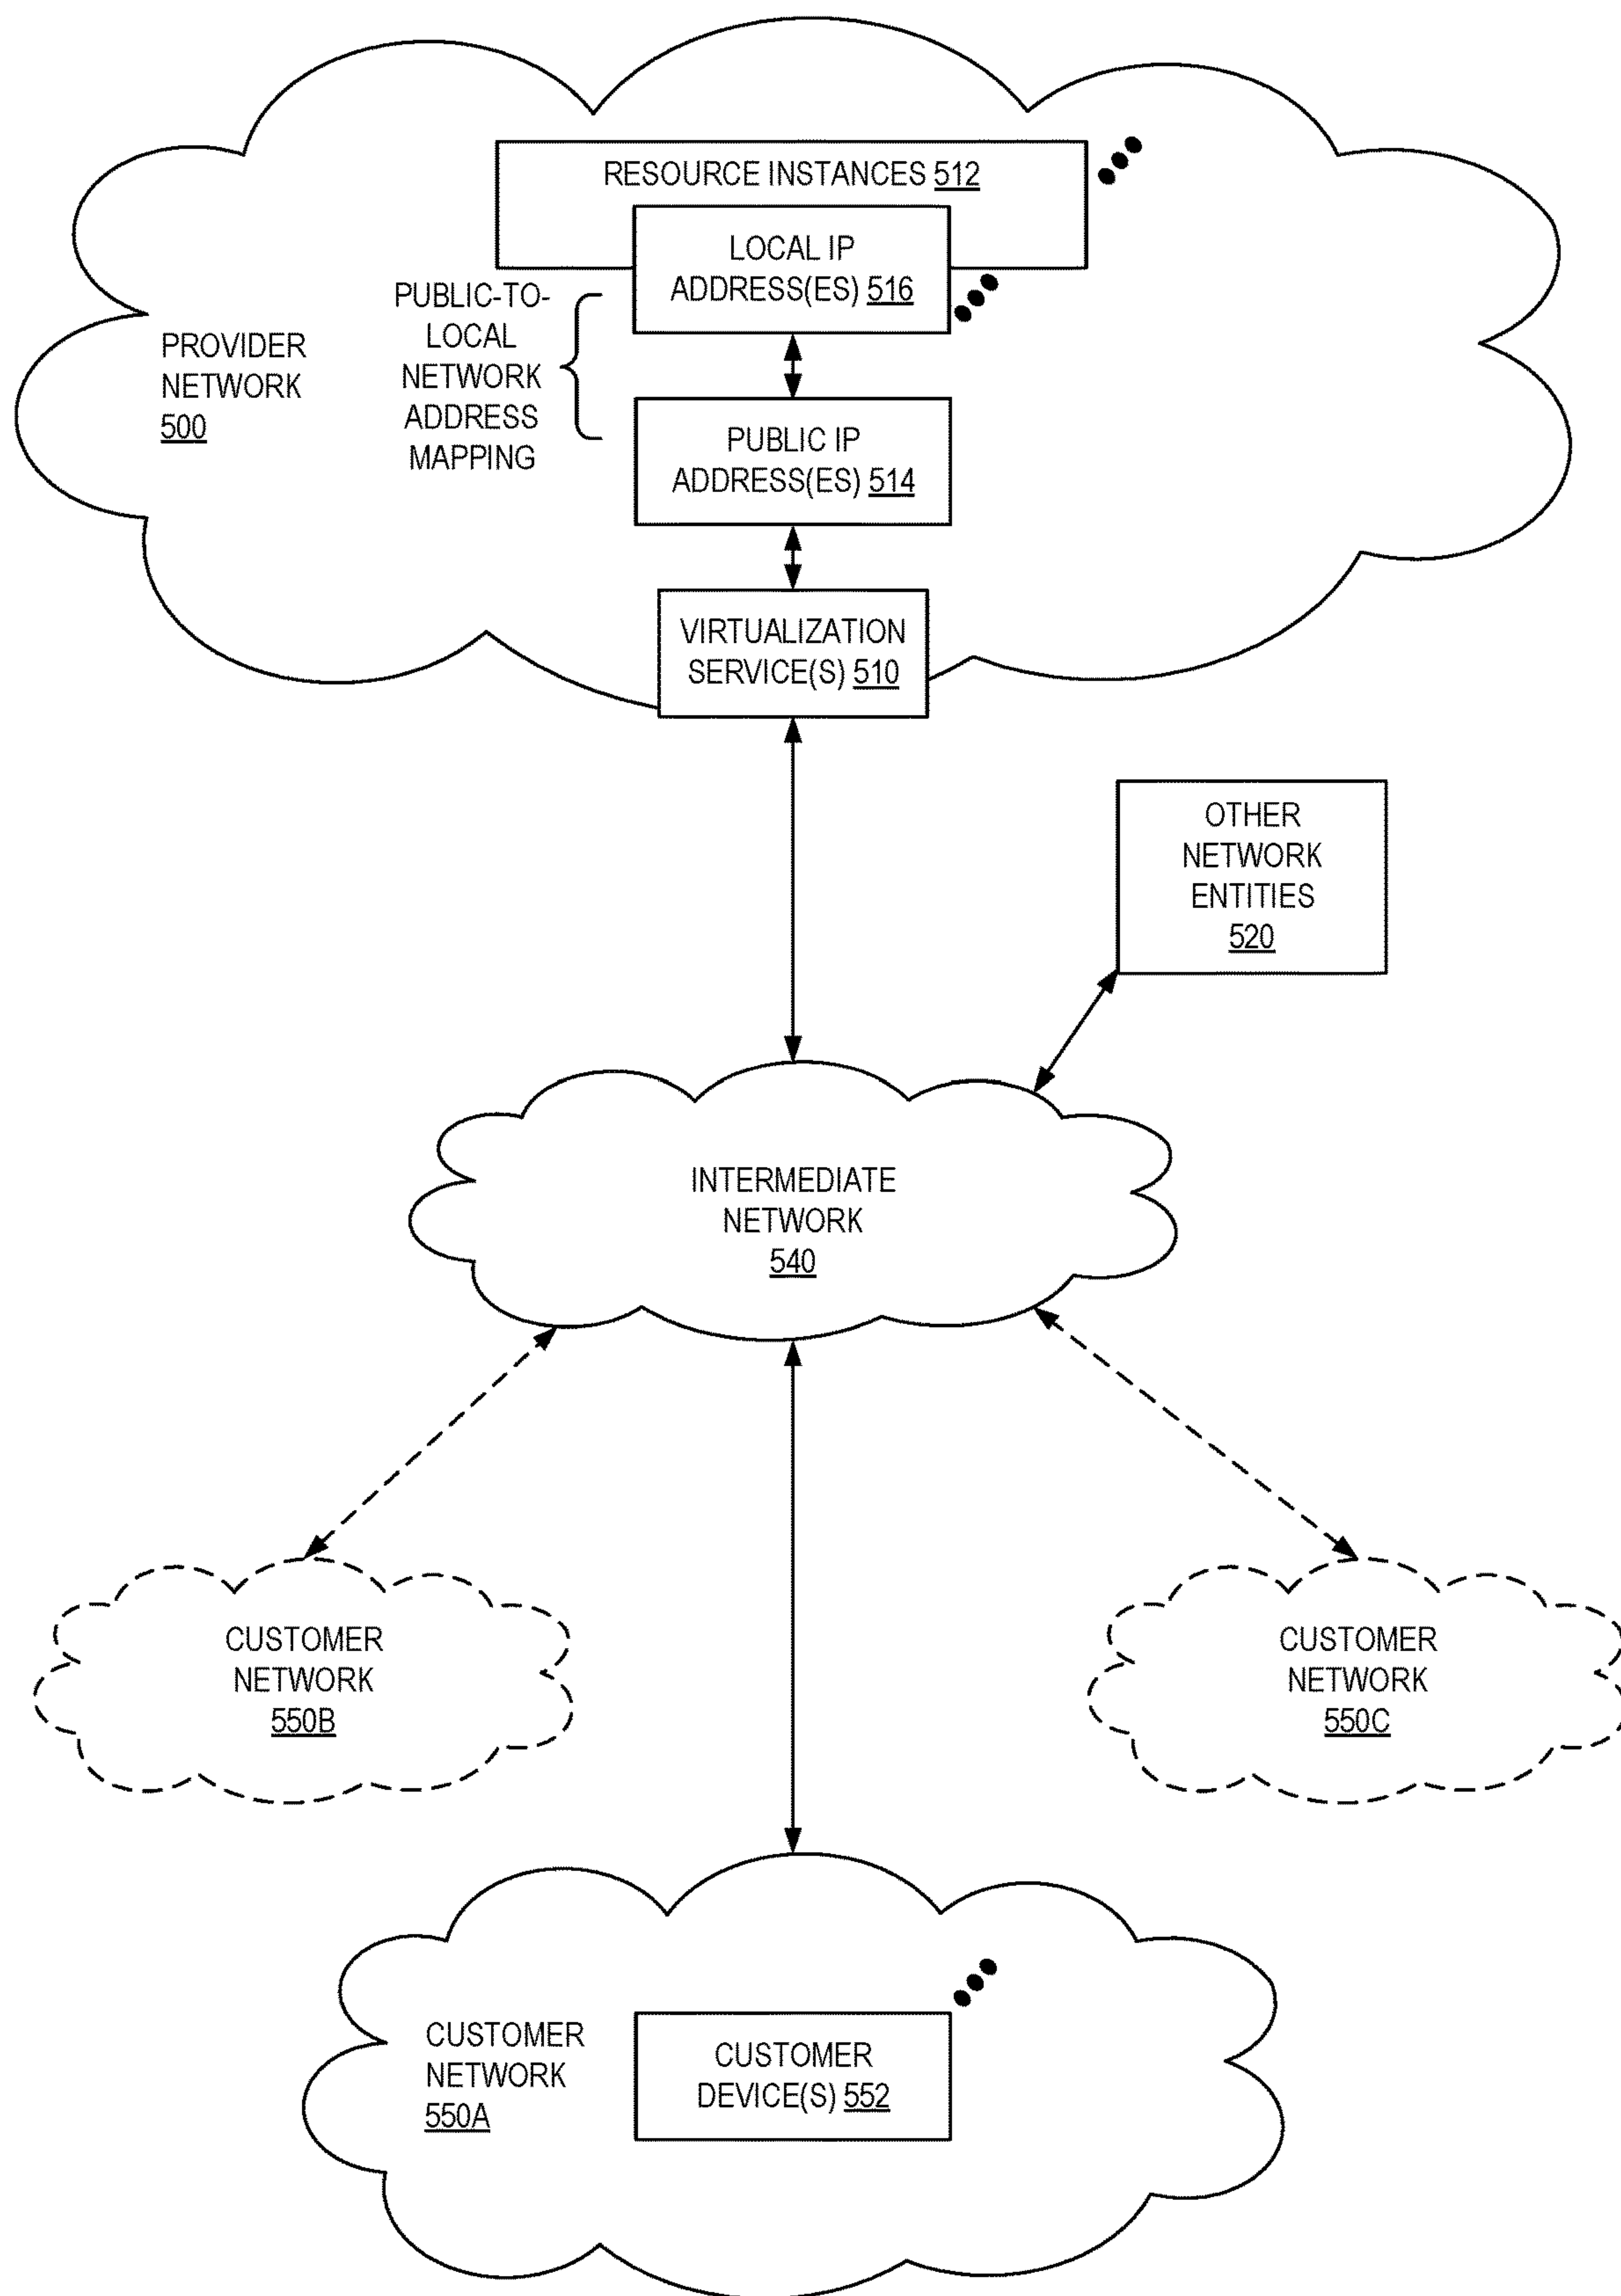 RESOURCE INSTANCES 512
LOCAL IP
ADDRESS(ES) 516
PUBLIC-TO-
LOCAL
NETWORK
ADDRESS
MAPPING
PROVIDER
NETWORK
500
PUBLIC IP
ADDRESS(ES) 514
VIRTUALIZATION
SERVICE(S) 510
OTHER
NETWORK
ENTITIES
520
INTERMEDIATE
NETWORK
540
CUSTOMER
NETWORK
550B
CUSTOMER
NETWORK
550C
CUSTOMER
NETWORK
550A
CUSTOMER
DEVICE(S) 552